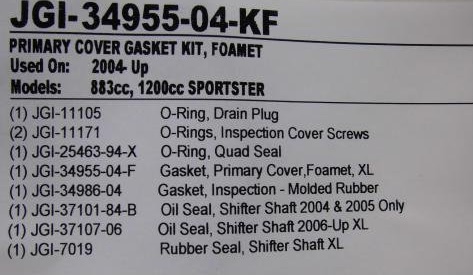 JGI-34955-04-KF
PRIMARY COVER GASKET KIT, FOAMET
Used On: 2004- Up
Models: 883cc, 1200cc SPORTSTER
(1) JGI-11105 O-Ring, Drain Plug
(2) JGI-11171 O-Rings, Inspection Cover Screws
(1) JGI-25463-94-X O-Ring, Quad Seal
(1) JGI-34955-04-F Gasket, Primary Cover,Foamet, XL
(1) JGI-34986-04 Gasket, Inspection - Molded Rubber
(1) JGI-37101-84-B Oil Seal, Shifter Shaft 2004 & 2005 Only
(1) JGI-37107-06 Oil Seal, Shifter Shaft 2006-Up XL
(1) JGI-7019 Rubber Seal, Shifter Shaft XL